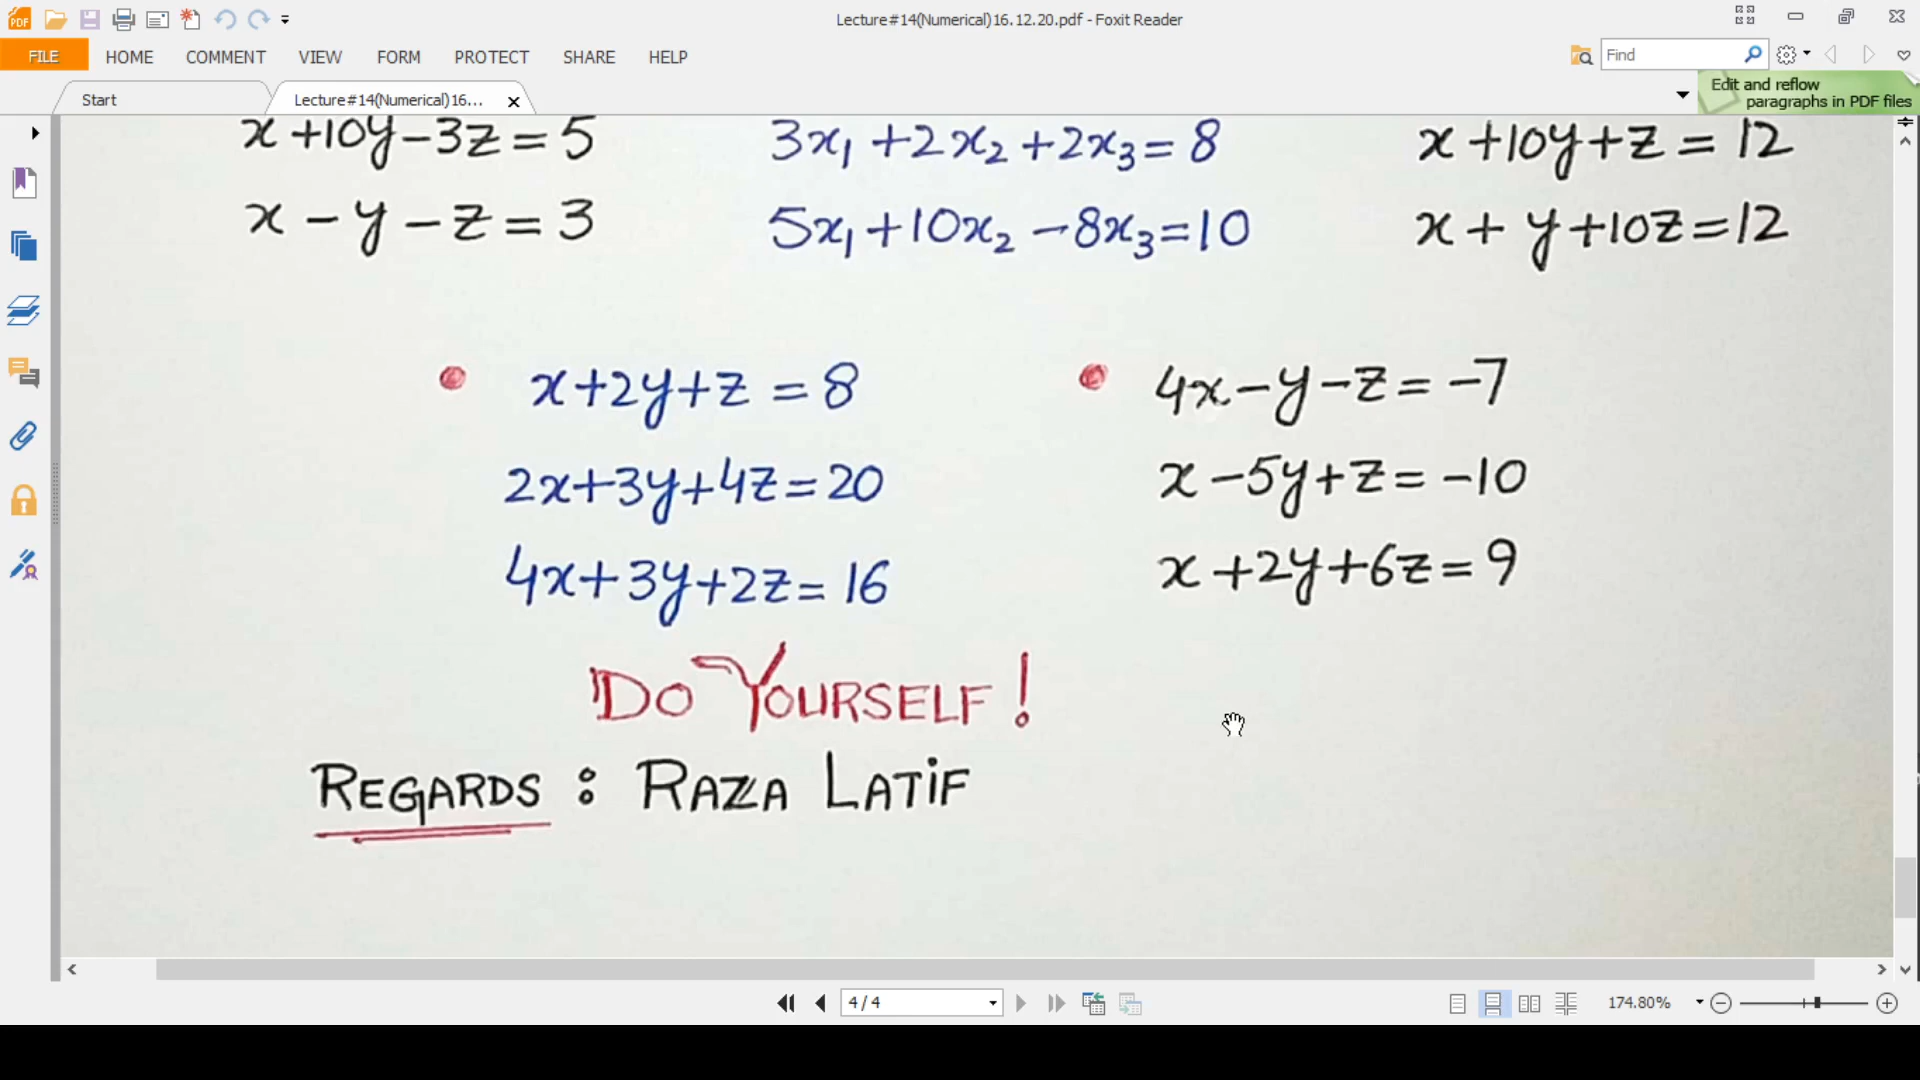 Lecture#14(Numerical)16.12.20.pdf - Foxit Reader
FILE HOME COMMENT VIEW FORM PROTECT SHARE HELP
Find
Start
Lecture#14(Numerical)16...
Edit and reflow
paragraphs in PDF files
x+10y-3z=5
x-y-z=3
3x₁+2x₂+2x₃=8
5x₁+10x₂-8x₃=10
x+10y+z=12
x+y+10z=12
x+2y+z=8
2x+3y+4z=20
4x+3y+2z=16
4x-y-z=-7
x-5y+z=-10
x+2y+6z=9
DO YOURSELF!
REGARDS: RAZA LATIF
4 / 4
174.80%